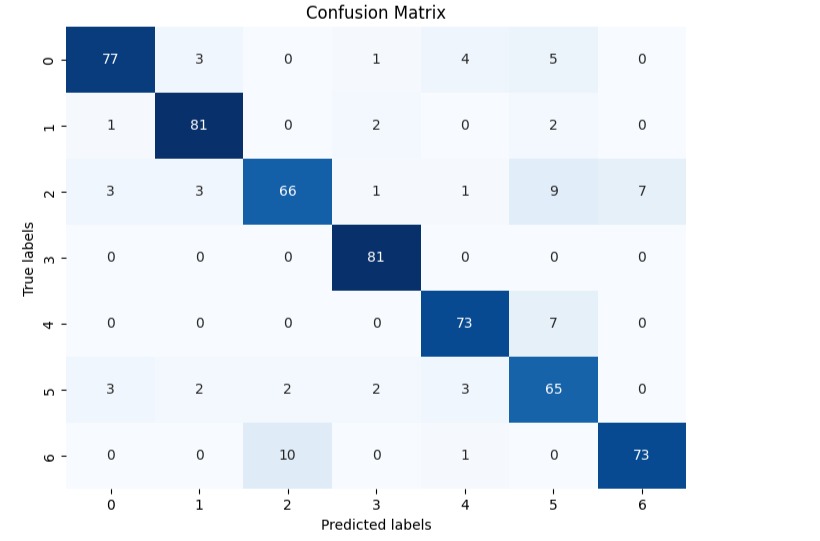 Confusion Matrix
0 77 3 0 1 4 5 0
1 1 81 0 2 0 2 0
2 3 3 66 1 1 9 7
3 0 0 0 81 0 0 0
4 0 0 0 0 73 7 0
5 3 2 2 2 3 65 0
6 0 0 10 0 1 0 73
0 1 2 3 4 5 6
Predicted labels
True labels